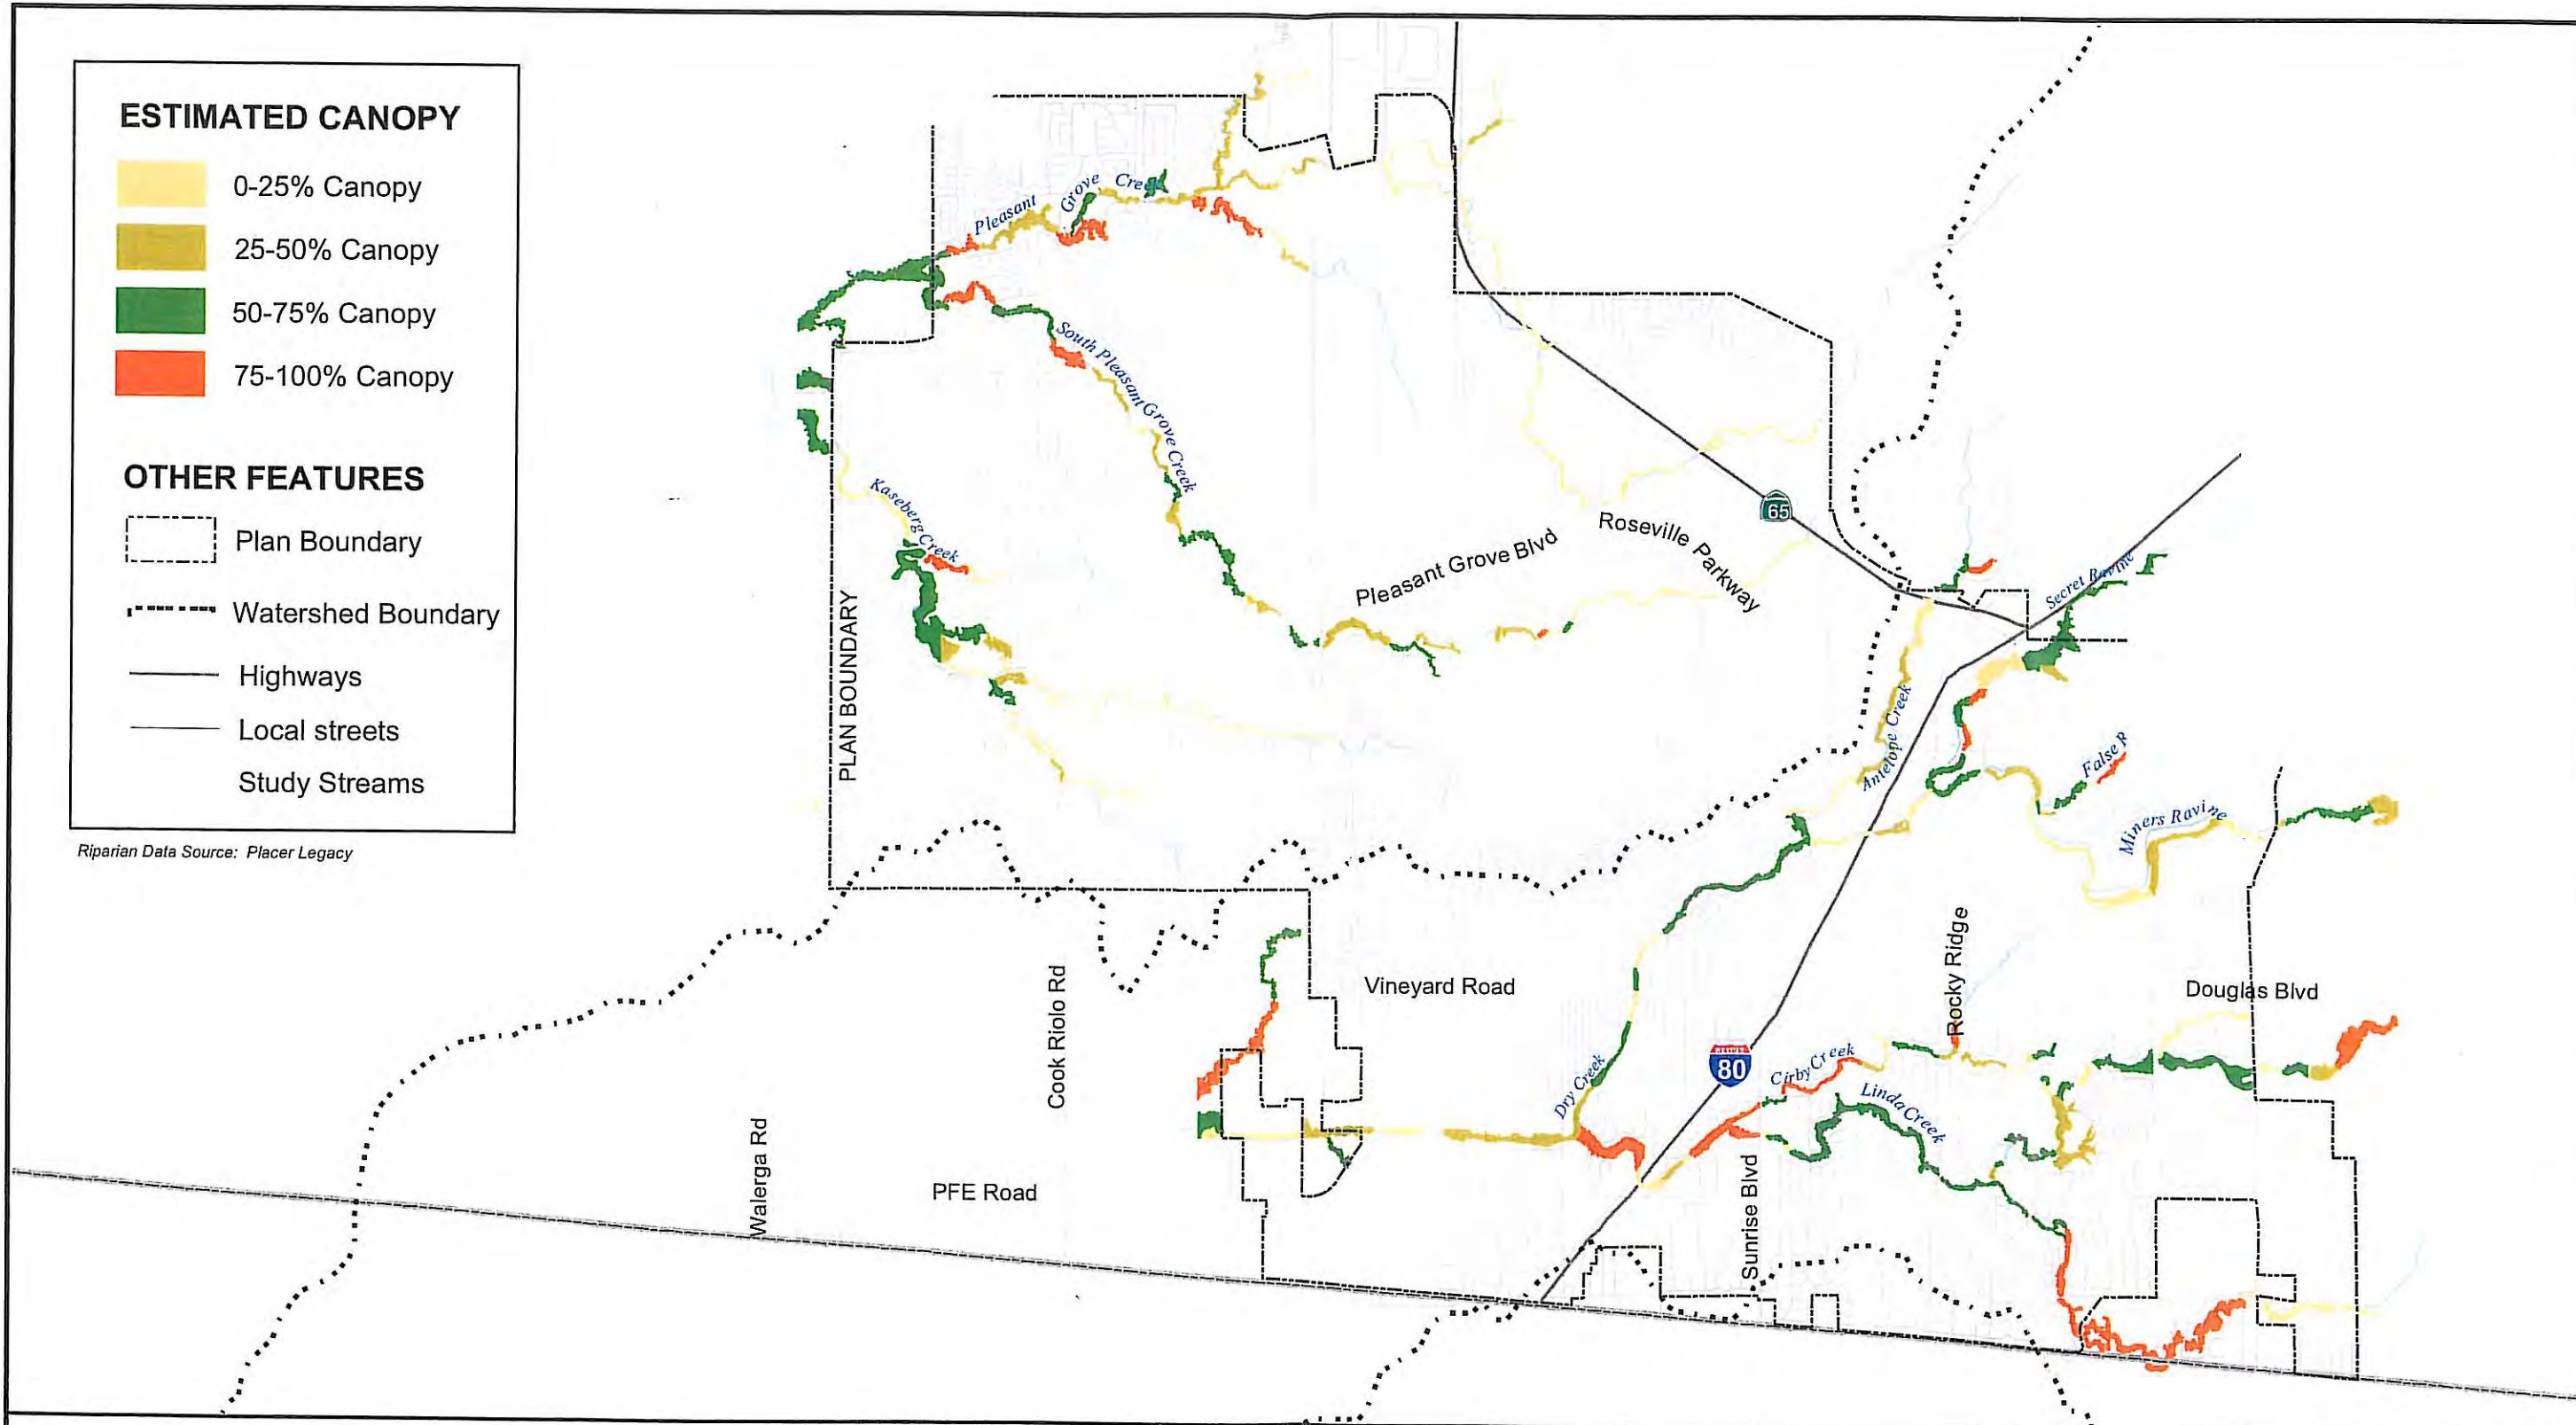 ESTIMATED CANOPY
0-25% Canopy
25-50% Canopy
50-75% Canopy
75-100% Canopy
OTHER FEATURES
Plan Boundary
Watershed Boundary
Highways
Local streets
Study Streams
Riparian Data Source: Placer Legacy
Pleasant Grove Creek
South Pleasant Grove Creek
Kaseberg Creek
PLAN BOUNDARY
Pleasant Grove Blvd
Roseville Parkway
65
Secret Ravine
Antelope Creek
False R
Miners Ravine
Rocky Ridge
Douglas Blvd
Vineyard Road
Cook Riolo Rd
Walerga Rd
PFE Road
Dry Creek
80
Cirby Creek
Linda Creek
Sunrise Blvd